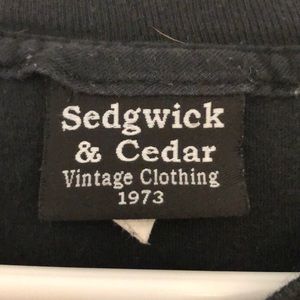 Sedgwick
& Cedar
Vintage Clothing
1973